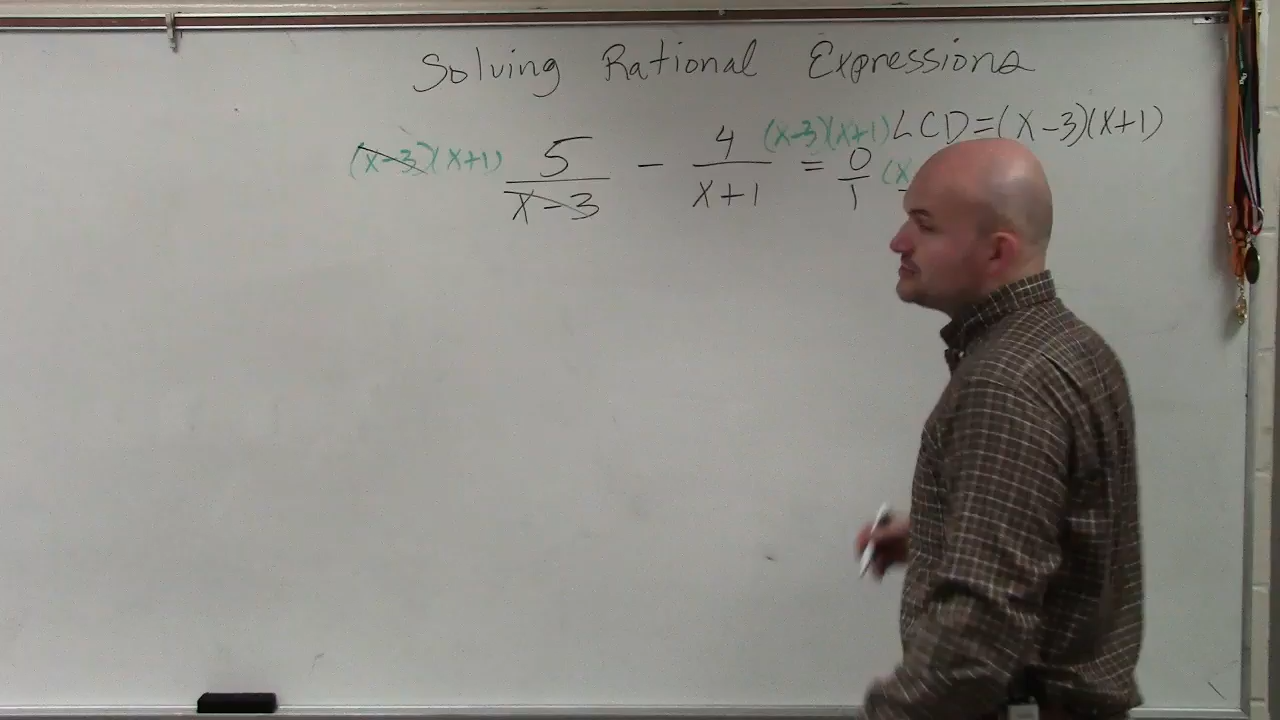 Solving Rational Expressions
(x-3)(x+1) 5/(x-3) - 4/(x+1) (x-3)(x+1) = 0/1 (x
LCD=(x-3)(x+1)